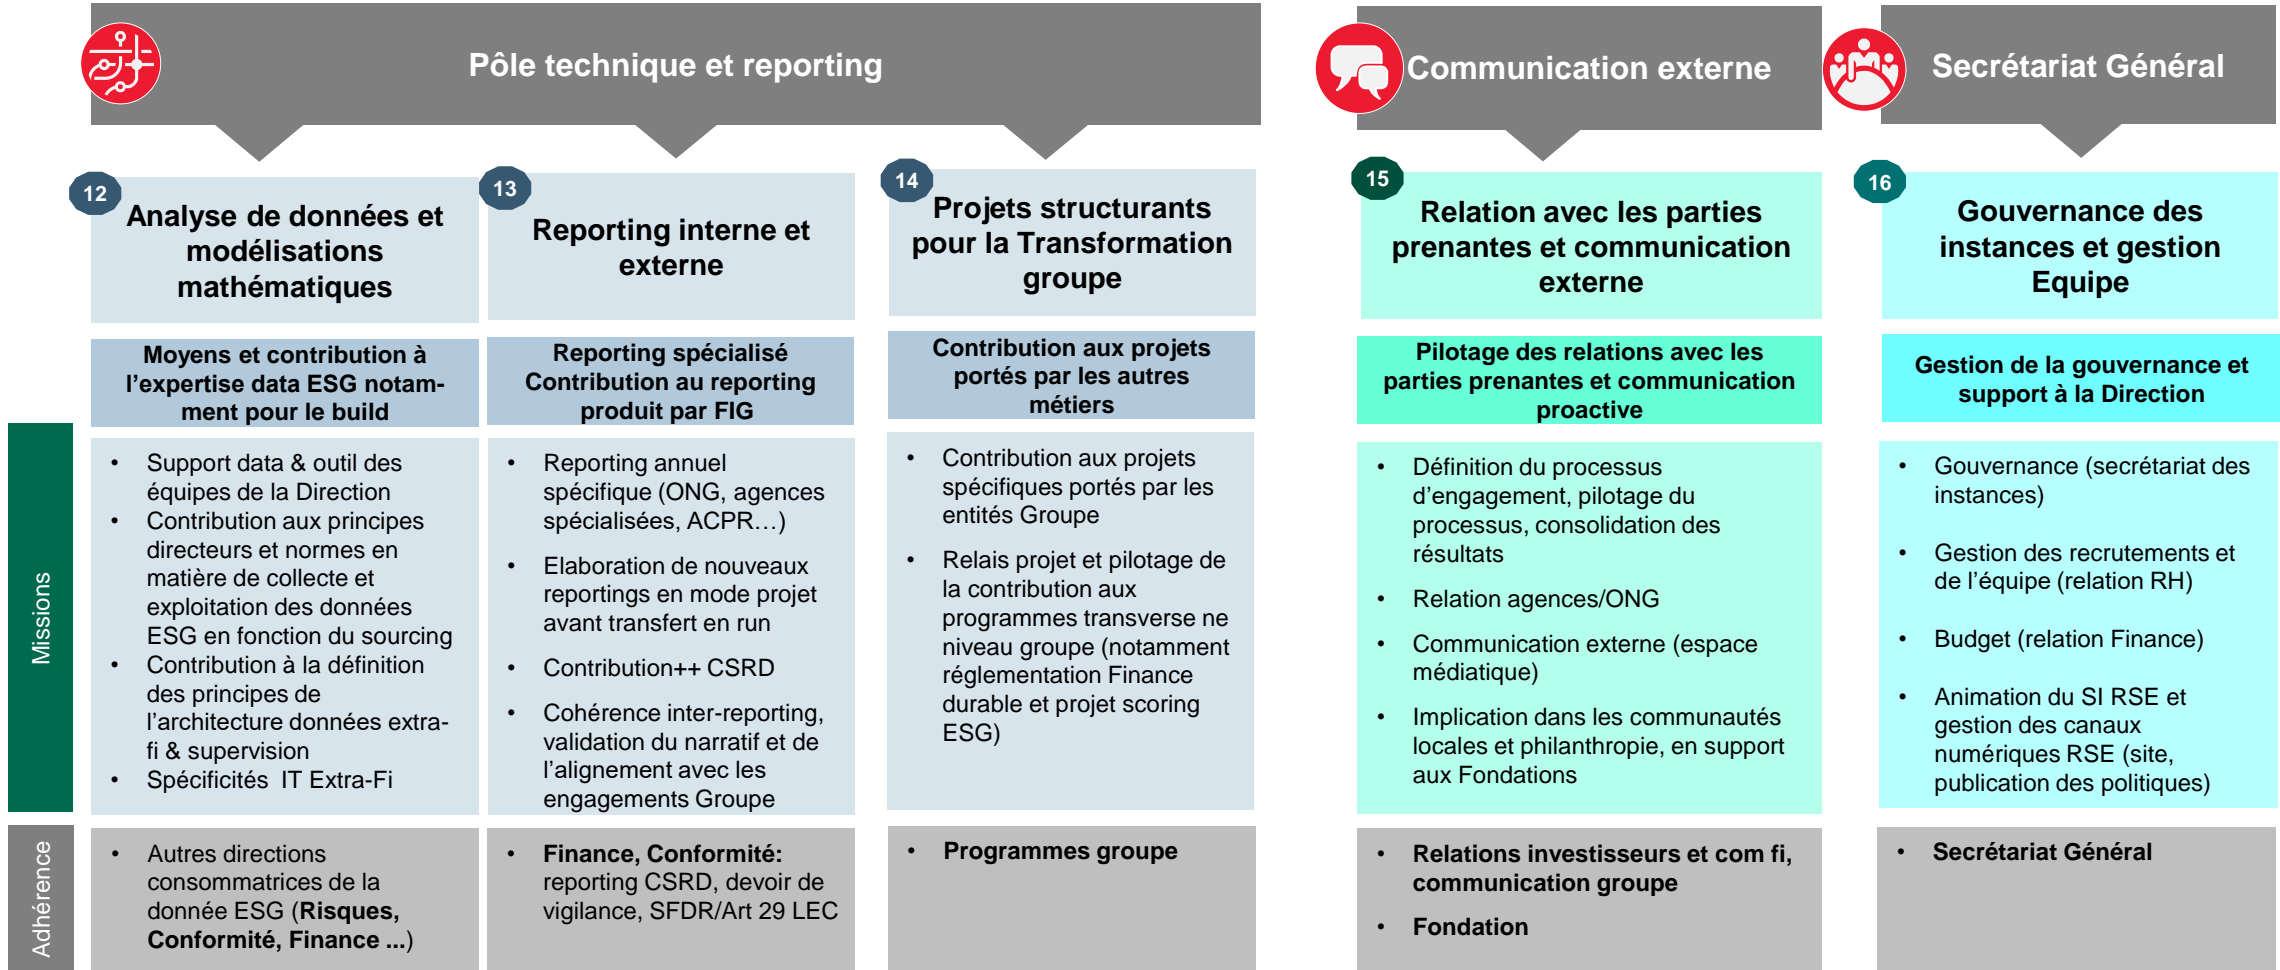 Pôle technique et reporting
Communication externe
Secrétariat Général
12
Analyse de données et
modélisations
mathématiques
13
Reporting interne et
externe
14
Projets structurants
pour la Transformation
groupe
15
Relation avec les parties
prenantes et communication
externe
16
Gouvernance des
instances et gestion
Equipe
Moyens et contribution à
l’expertise data ESG notam-
ment pour le build
Reporting spécialisé
Contribution au reporting
produit par FIG
Contribution aux projets
portés par les autres
métiers
Pilotage des relations avec les
parties prenantes et communication
proactive
Gestion de la gouvernance et
support à la Direction
Missions
• Support data & outil des
équipes de la Direction
• Contribution aux principes
directeurs et normes en
matière de collecte et
exploitation des données
ESG en fonction du sourcing
• Contribution à la définition
des principes de
l’architecture données extra-
fi & supervision
• Spécificités IT Extra-Fi
• Reporting annuel
spécifique (ONG, agences
spécialisées, ACPR…)
• Elaboration de nouveaux
reportings en mode projet
avant transfert en run
• Contribution++ CSRD
• Cohérence inter-reporting,
validation du narratif et de
l’alignement avec les
engagements Groupe
• Contribution aux projets
spécifiques portés par les
entités Groupe
• Relais projet et pilotage de
la contribution aux
programmes transverse ne
niveau groupe (notamment
réglementation Finance
durable et projet scoring
ESG)
• Définition du processus
d’engagement, pilotage du
processus, consolidation des
résultats
• Relation agences/ONG
• Communication externe (espace
médiatique)
• Implication dans les communautés
locales et philanthropie, en support
aux Fondations
• Gouvernance (secrétariat des
instances)
• Gestion des recrutements et
de l’équipe (relation RH)
• Budget (relation Finance)
• Animation du SI RSE et
gestion des canaux
numériques RSE (site,
publication des politiques)
Adhérence
• Autres directions
consommatrices de la
donnée ESG (Risques,
Conformité, Finance ...)
• Finance, Conformité:
reporting CSRD, devoir de
vigilance, SFDR/Art 29 LEC
• Programmes groupe
• Relations investisseurs et com fi,
communication groupe
• Fondation
• Secrétariat Général